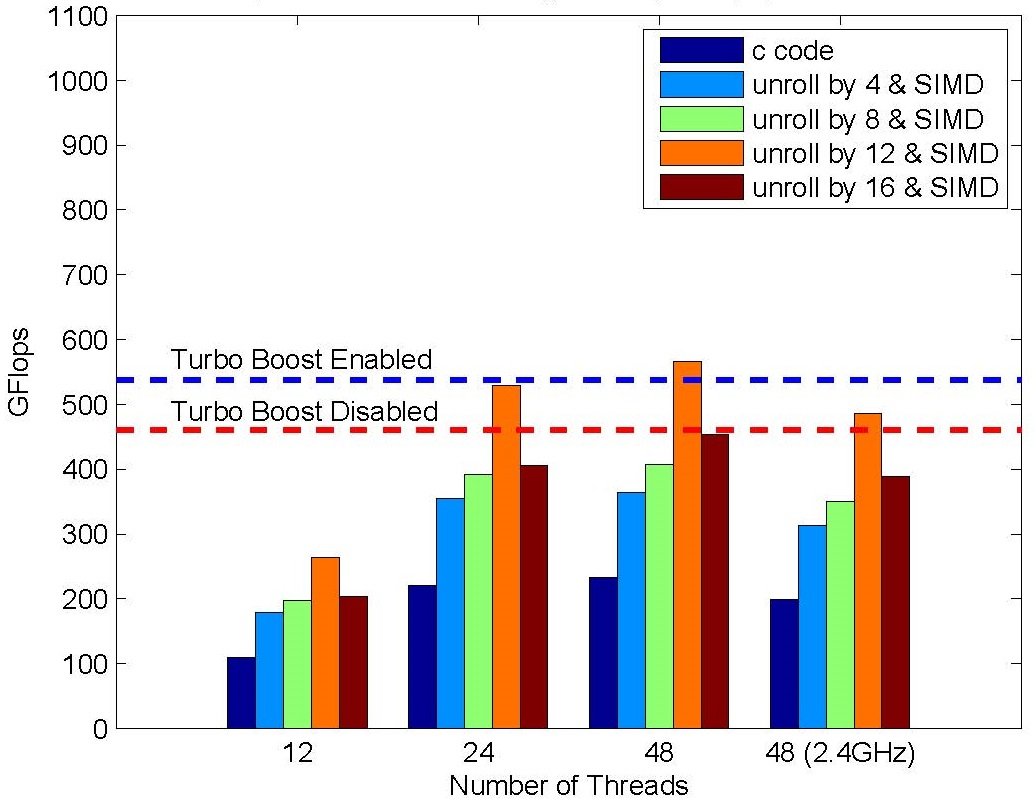 1100
1000
900
800
700
600
500
400
300
200
100
0
GFlops
c code
unroll by 4 & SIMD
unroll by 8 & SIMD
unroll by 12 & SIMD
unroll by 16 & SIMD
Turbo Boost Enabled
Turbo Boost Disabled
12
24
48
48 (2.4GHz)
Number of Threads